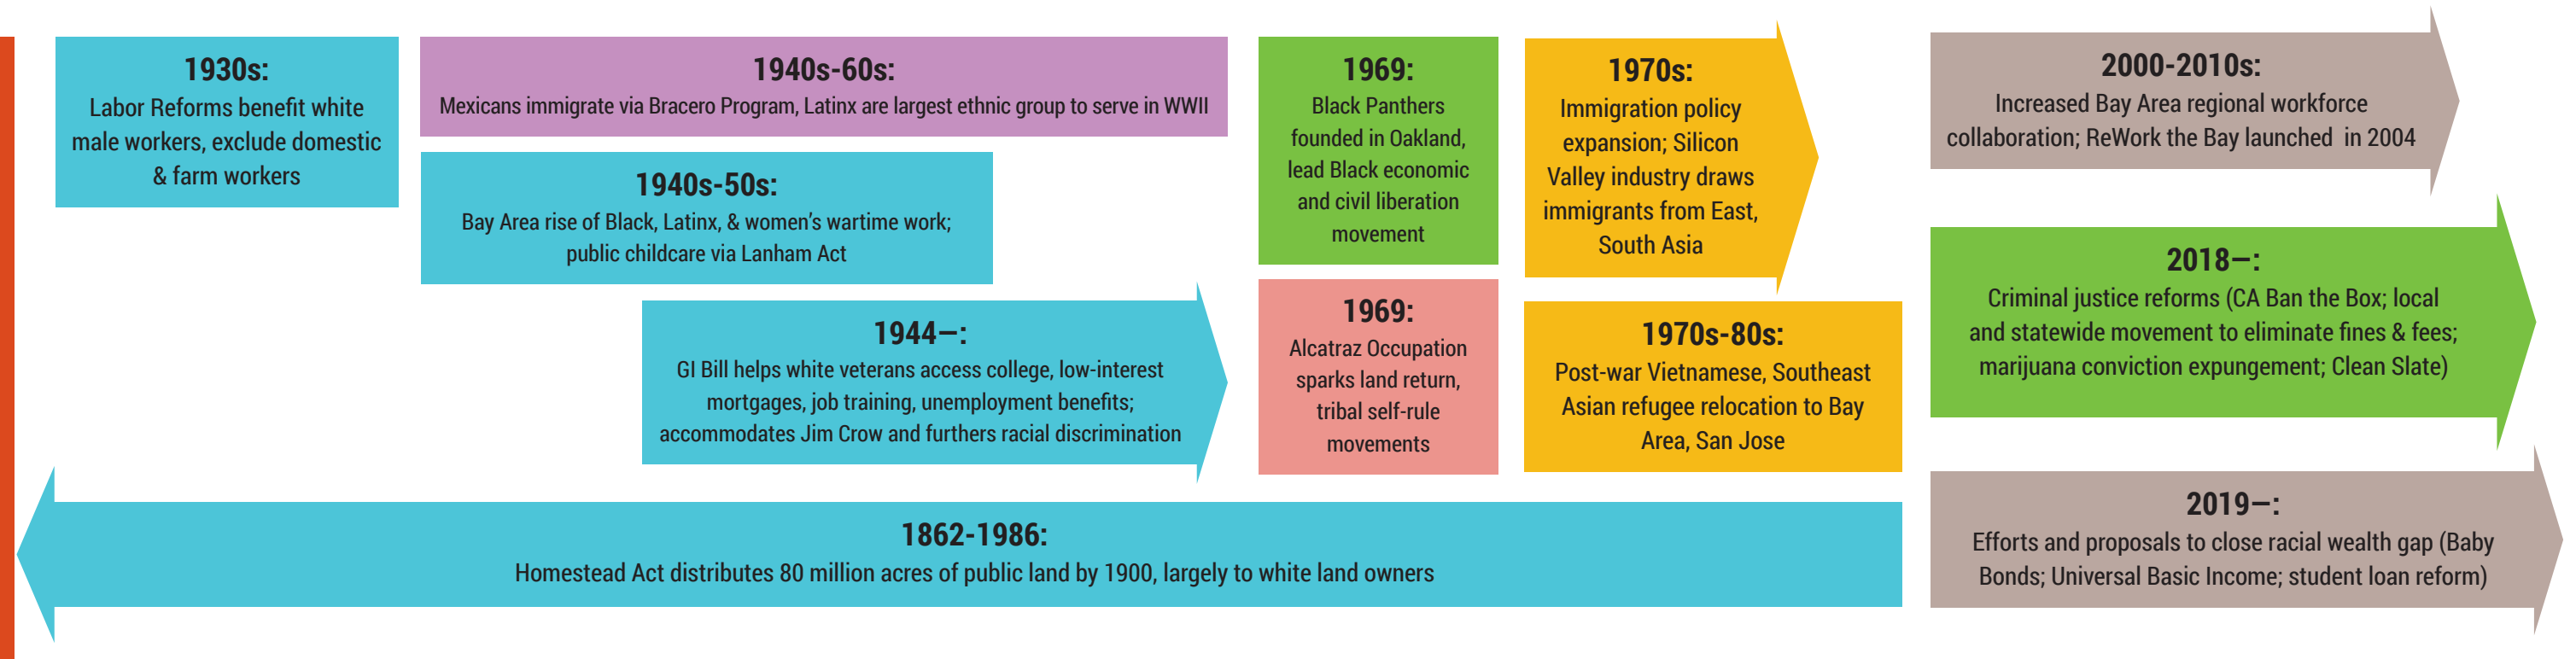 1930s:
Labor Reforms benefit white
male workers, exclude domestic
& farm workers
1940s-60s:
Mexicans immigrate via Bracero Program, Latinx are largest ethnic group to serve in WWII
1940s-50s:
Bay Area rise of Black, Latinx, & women's wartime work;
public childcare via Lanham Act
1944—:
GI Bill helps white veterans access college, low-interest
mortgages, job training, unemployment benefits;
accommodates Jim Crow and furthers racial discrimination
1969:
Black Panthers
founded in Oakland,
lead Black economic
and civil liberation
movement
1969:
Alcatraz Occupation
sparks land return,
tribal self-rule
movements
1970s:
Immigration policy
expansion; Silicon
Valley industry draws
immigrants from East,
South Asia
1970s-80s:
Post-war Vietnamese, Southeast
Asian refugee relocation to Bay
Area, San Jose
1862-1986:
Homestead Act distributes 80 million acres of public land by 1900, largely to white land owners
2000-2010s:
Increased Bay Area regional workforce
collaboration; ReWork the Bay launched in 2004
2018—:
Criminal justice reforms (CA Ban the Box; local
and statewide movement to eliminate fines & fees;
marijuana conviction expungement; Clean Slate)
2019—:
Efforts and proposals to close racial wealth gap (Baby
Bonds; Universal Basic Income; student loan reform)